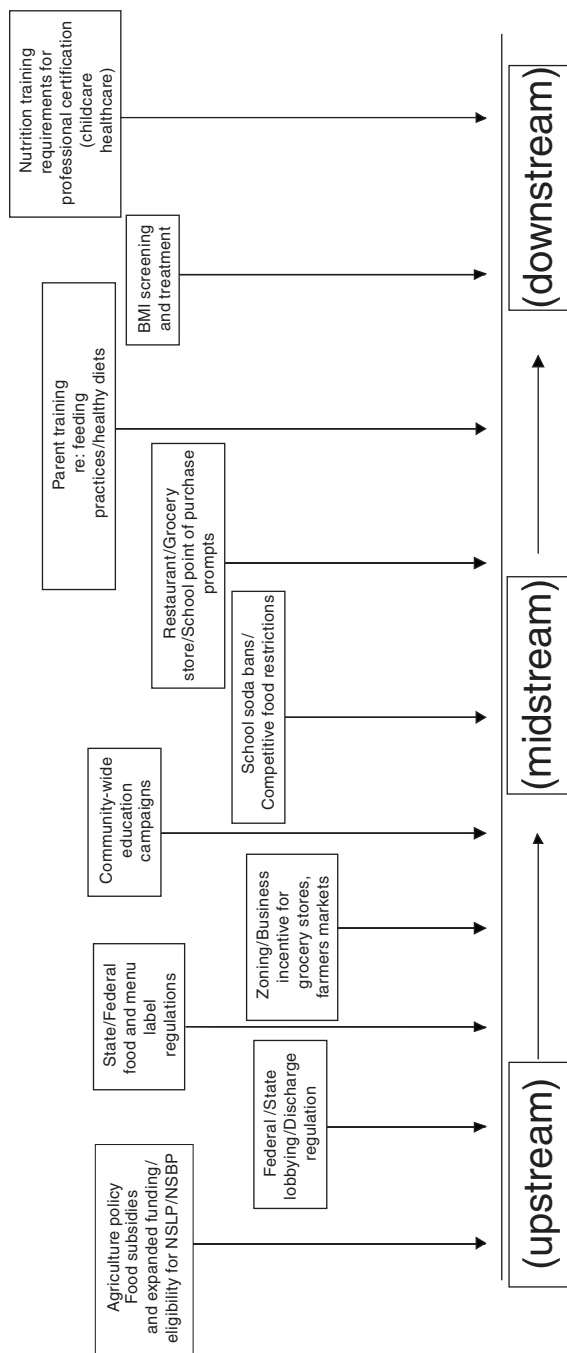 Agriculture policy
Food subsidies
and expanded funding/
eligibility for NSLP/NSBP
Federal /State
lobbying/Discharge
regulation
State/Federal
food and menu
label
regulations
Zoning/Business
incentive for
grocery stores,
farmers markets
Community-wide
education
campaigns
School soda bans/
Competitive food restrictions
Restaurant/Grocery
store/School point of purchase
prompts
Parent training
re: feeding
practices/healthy diets
BMI screening
and treatment
Nutrition training
requirements for
professional certification
(childcare
healthcare)
(upstream)
(midstream)
(downstream)